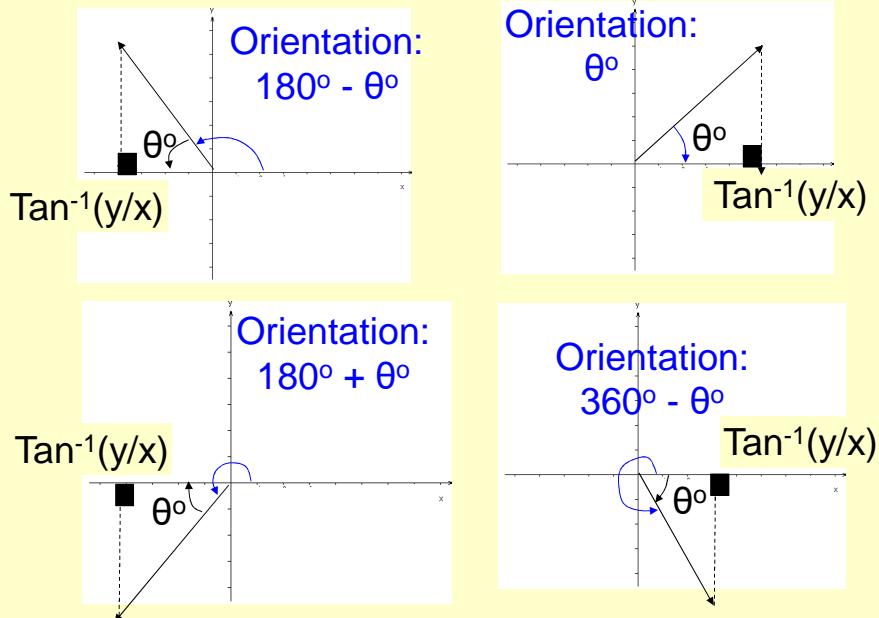 y
Orientation:
180º - θº
θº
x
Tan⁻¹(y/x)
y
Orientation:
θº
θº
x
Tan⁻¹(y/x)
y
Orientation:
180º + θº
Tan⁻¹(y/x)
θº
x
y
Orientation:
360º - θº
Tan⁻¹(y/x)
θº
x